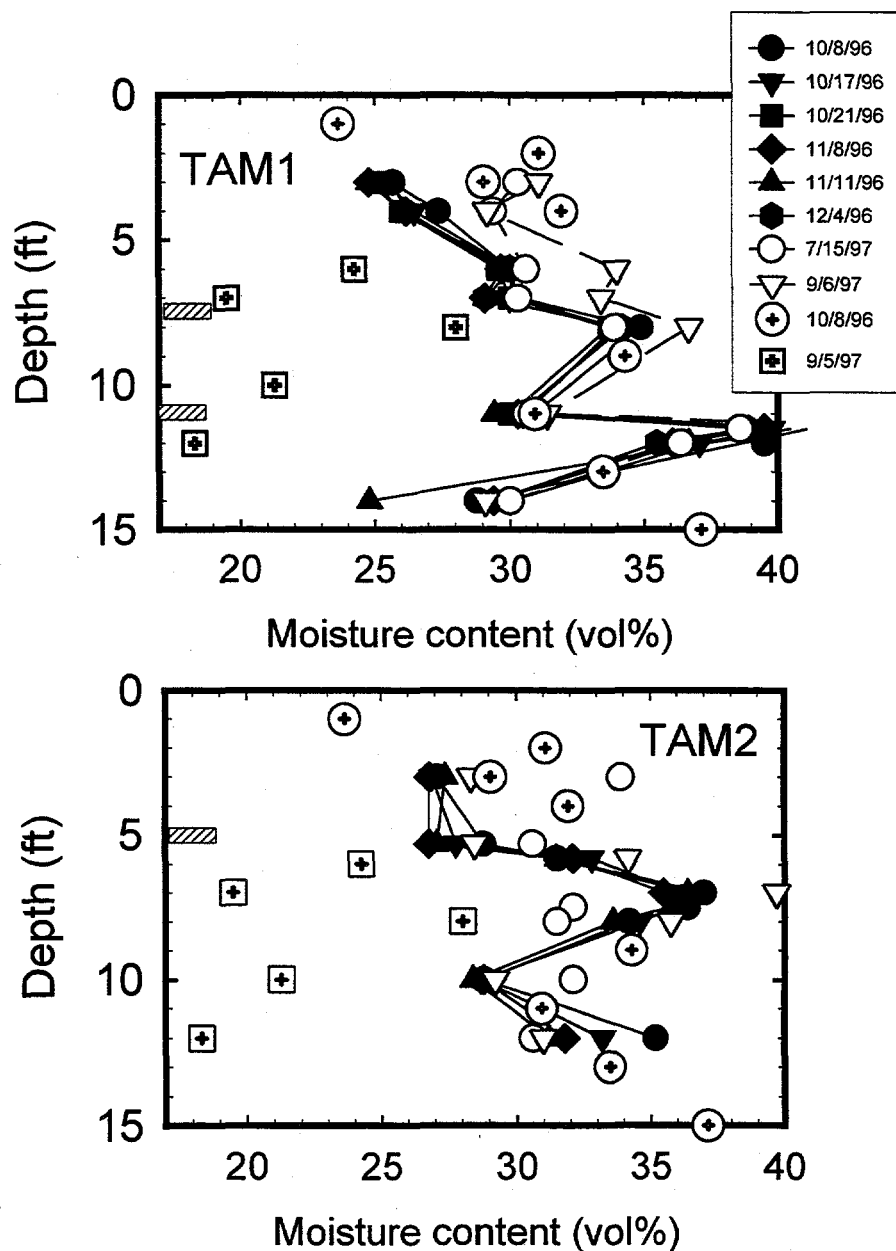 10/8/96
10/17/96
10/21/96
11/8/96
11/11/96
12/4/96
7/15/97
9/6/97
10/8/96
9/5/97
TAM1
0
5
10
15
Depth (ft)
20 25 30 35 40
Moisture content (vol%)
TAM2
0
5
10
15
Depth (ft)
20 25 30 35 40
Moisture content (vol%)